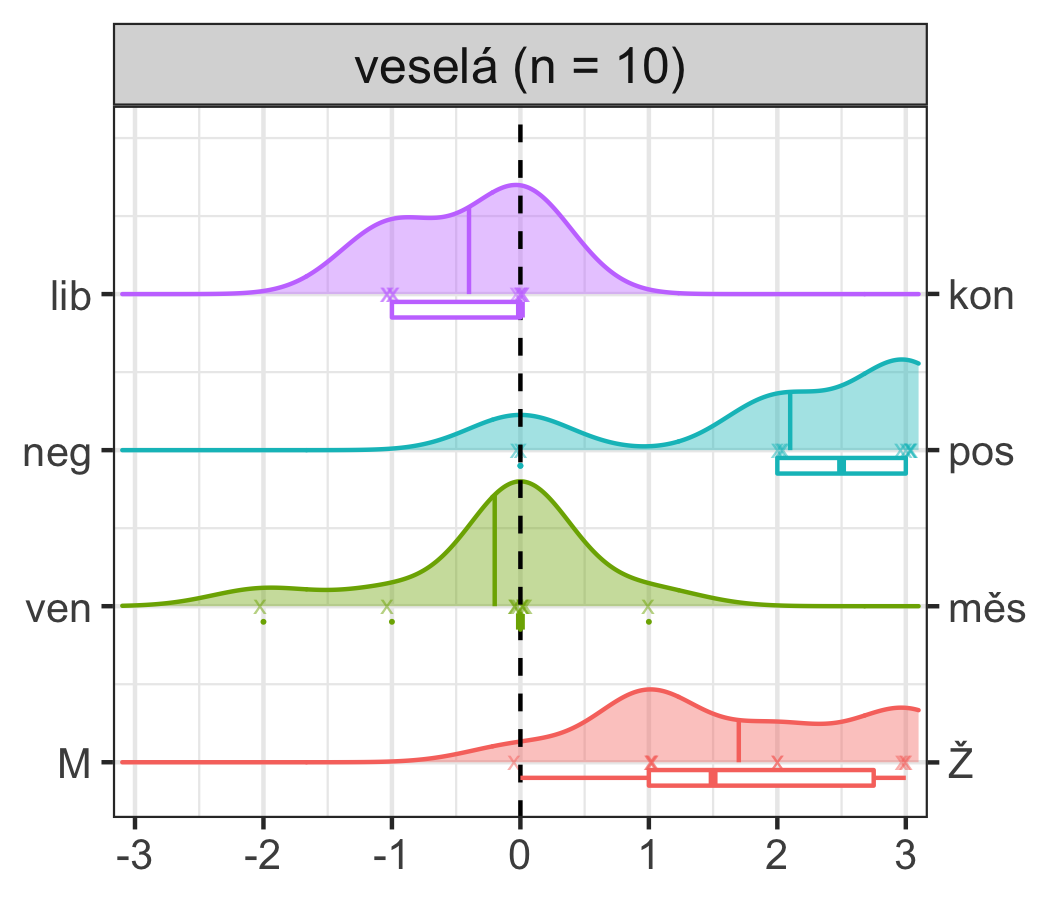 veselá (n = 10)
lib kon
neg pos
ven měs
M Ž
-3 -2 -1 0 1 2 3